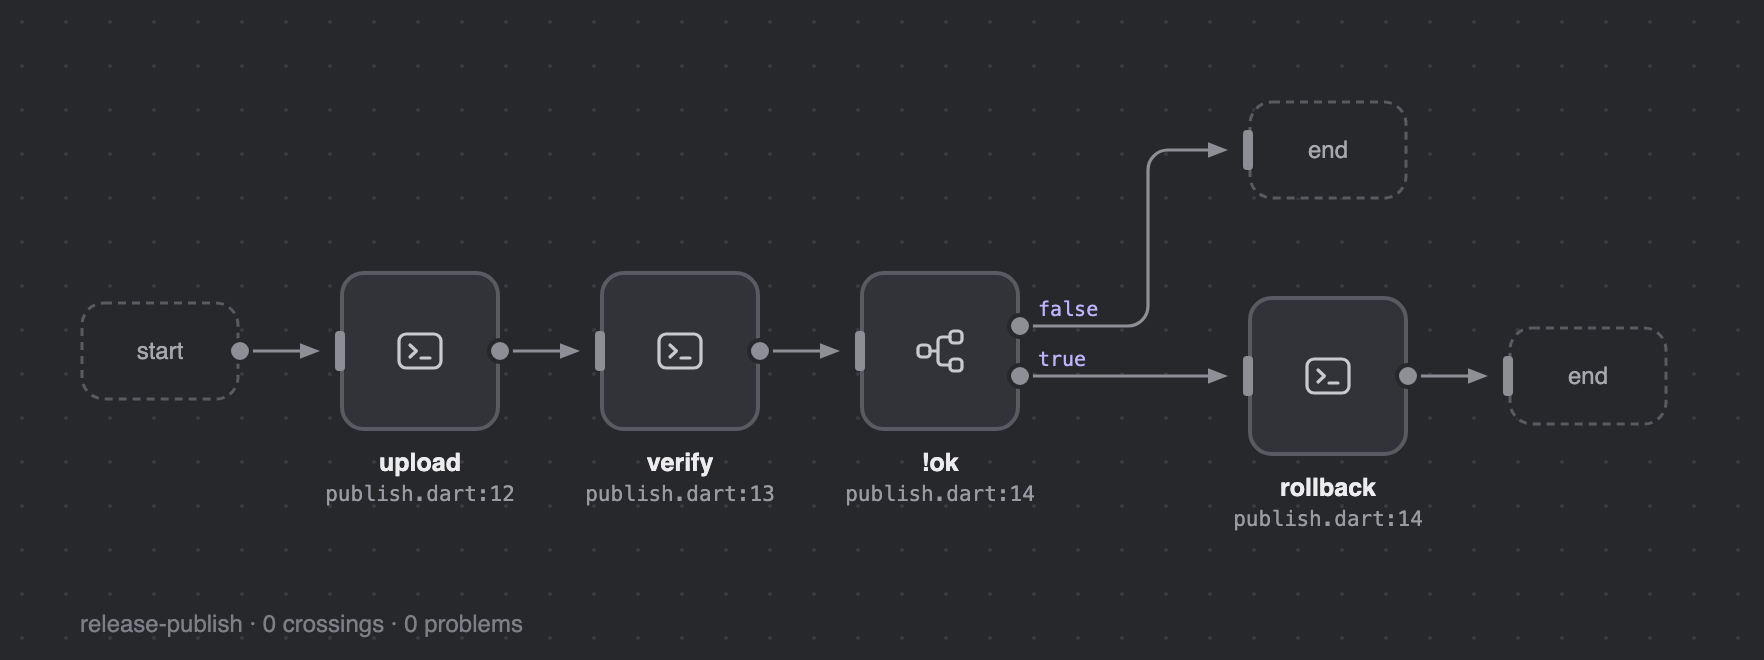 end
false
start
true
end
upload
publish.dart:12
verify
publish.dart:13
!ok
publish.dart:14
rollback
publish.dart:14
release-publish · 0 crossings · 0 problems